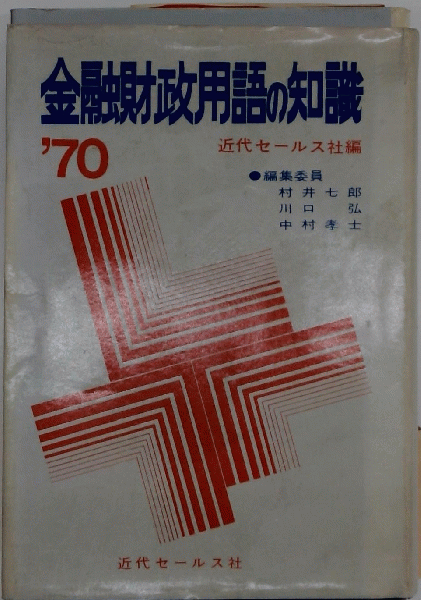 金融財政用語の知識
'70
近代セールス社編
●編集委員
村井七郎
川口弘
中村孝士
近代セールス社